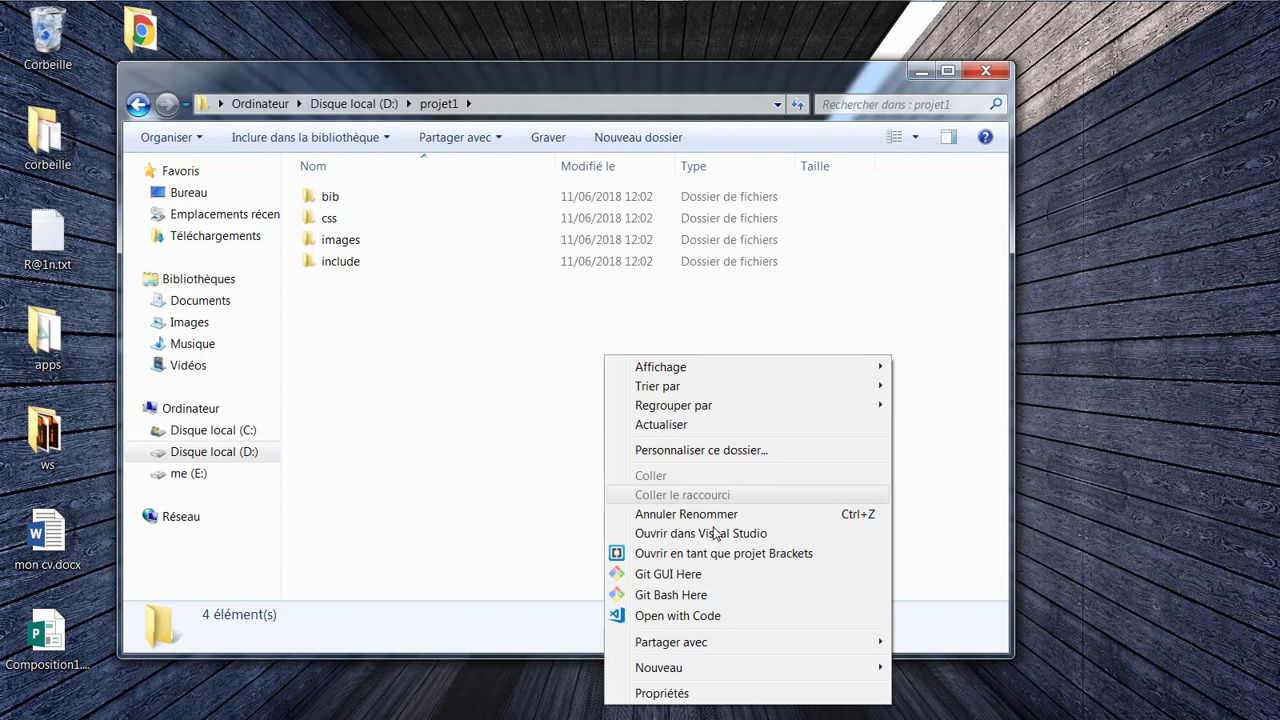 Corbeille
corbeille
R@1n.txt
apps
ws
mon cv.docx
Composition1....
Ordinateur Disque local (D:) projet1
Rechercher dans : projet1
Organiser Inclure dans la bibliothèque Partager avec Graver Nouveau dossier
Favoris
Bureau
Emplacements récen
Téléchargements
Bibliothèques
Documents
Images
Musique
Vidéos
Ordinateur
Disque local (C:)
Disque local (D:)
me (E:)
Réseau
Nom Modifié le Type Taille
bib 11/06/2018 12:02 Dossier de fichiers
css 11/06/2018 12:02 Dossier de fichiers
images 11/06/2018 12:02 Dossier de fichiers
include 11/06/2018 12:02 Dossier de fichiers
4 élément(s)
Affichage
Trier par
Regrouper par
Actualiser
Personnaliser ce dossier...
Coller
Coller le raccourci
Annuler Renommer Ctrl+Z
Ouvrir dans Visual Studio
Ouvrir en tant que projet Brackets
Git GUI Here
Git Bash Here
Open with Code
Partager avec
Nouveau
Propriétés